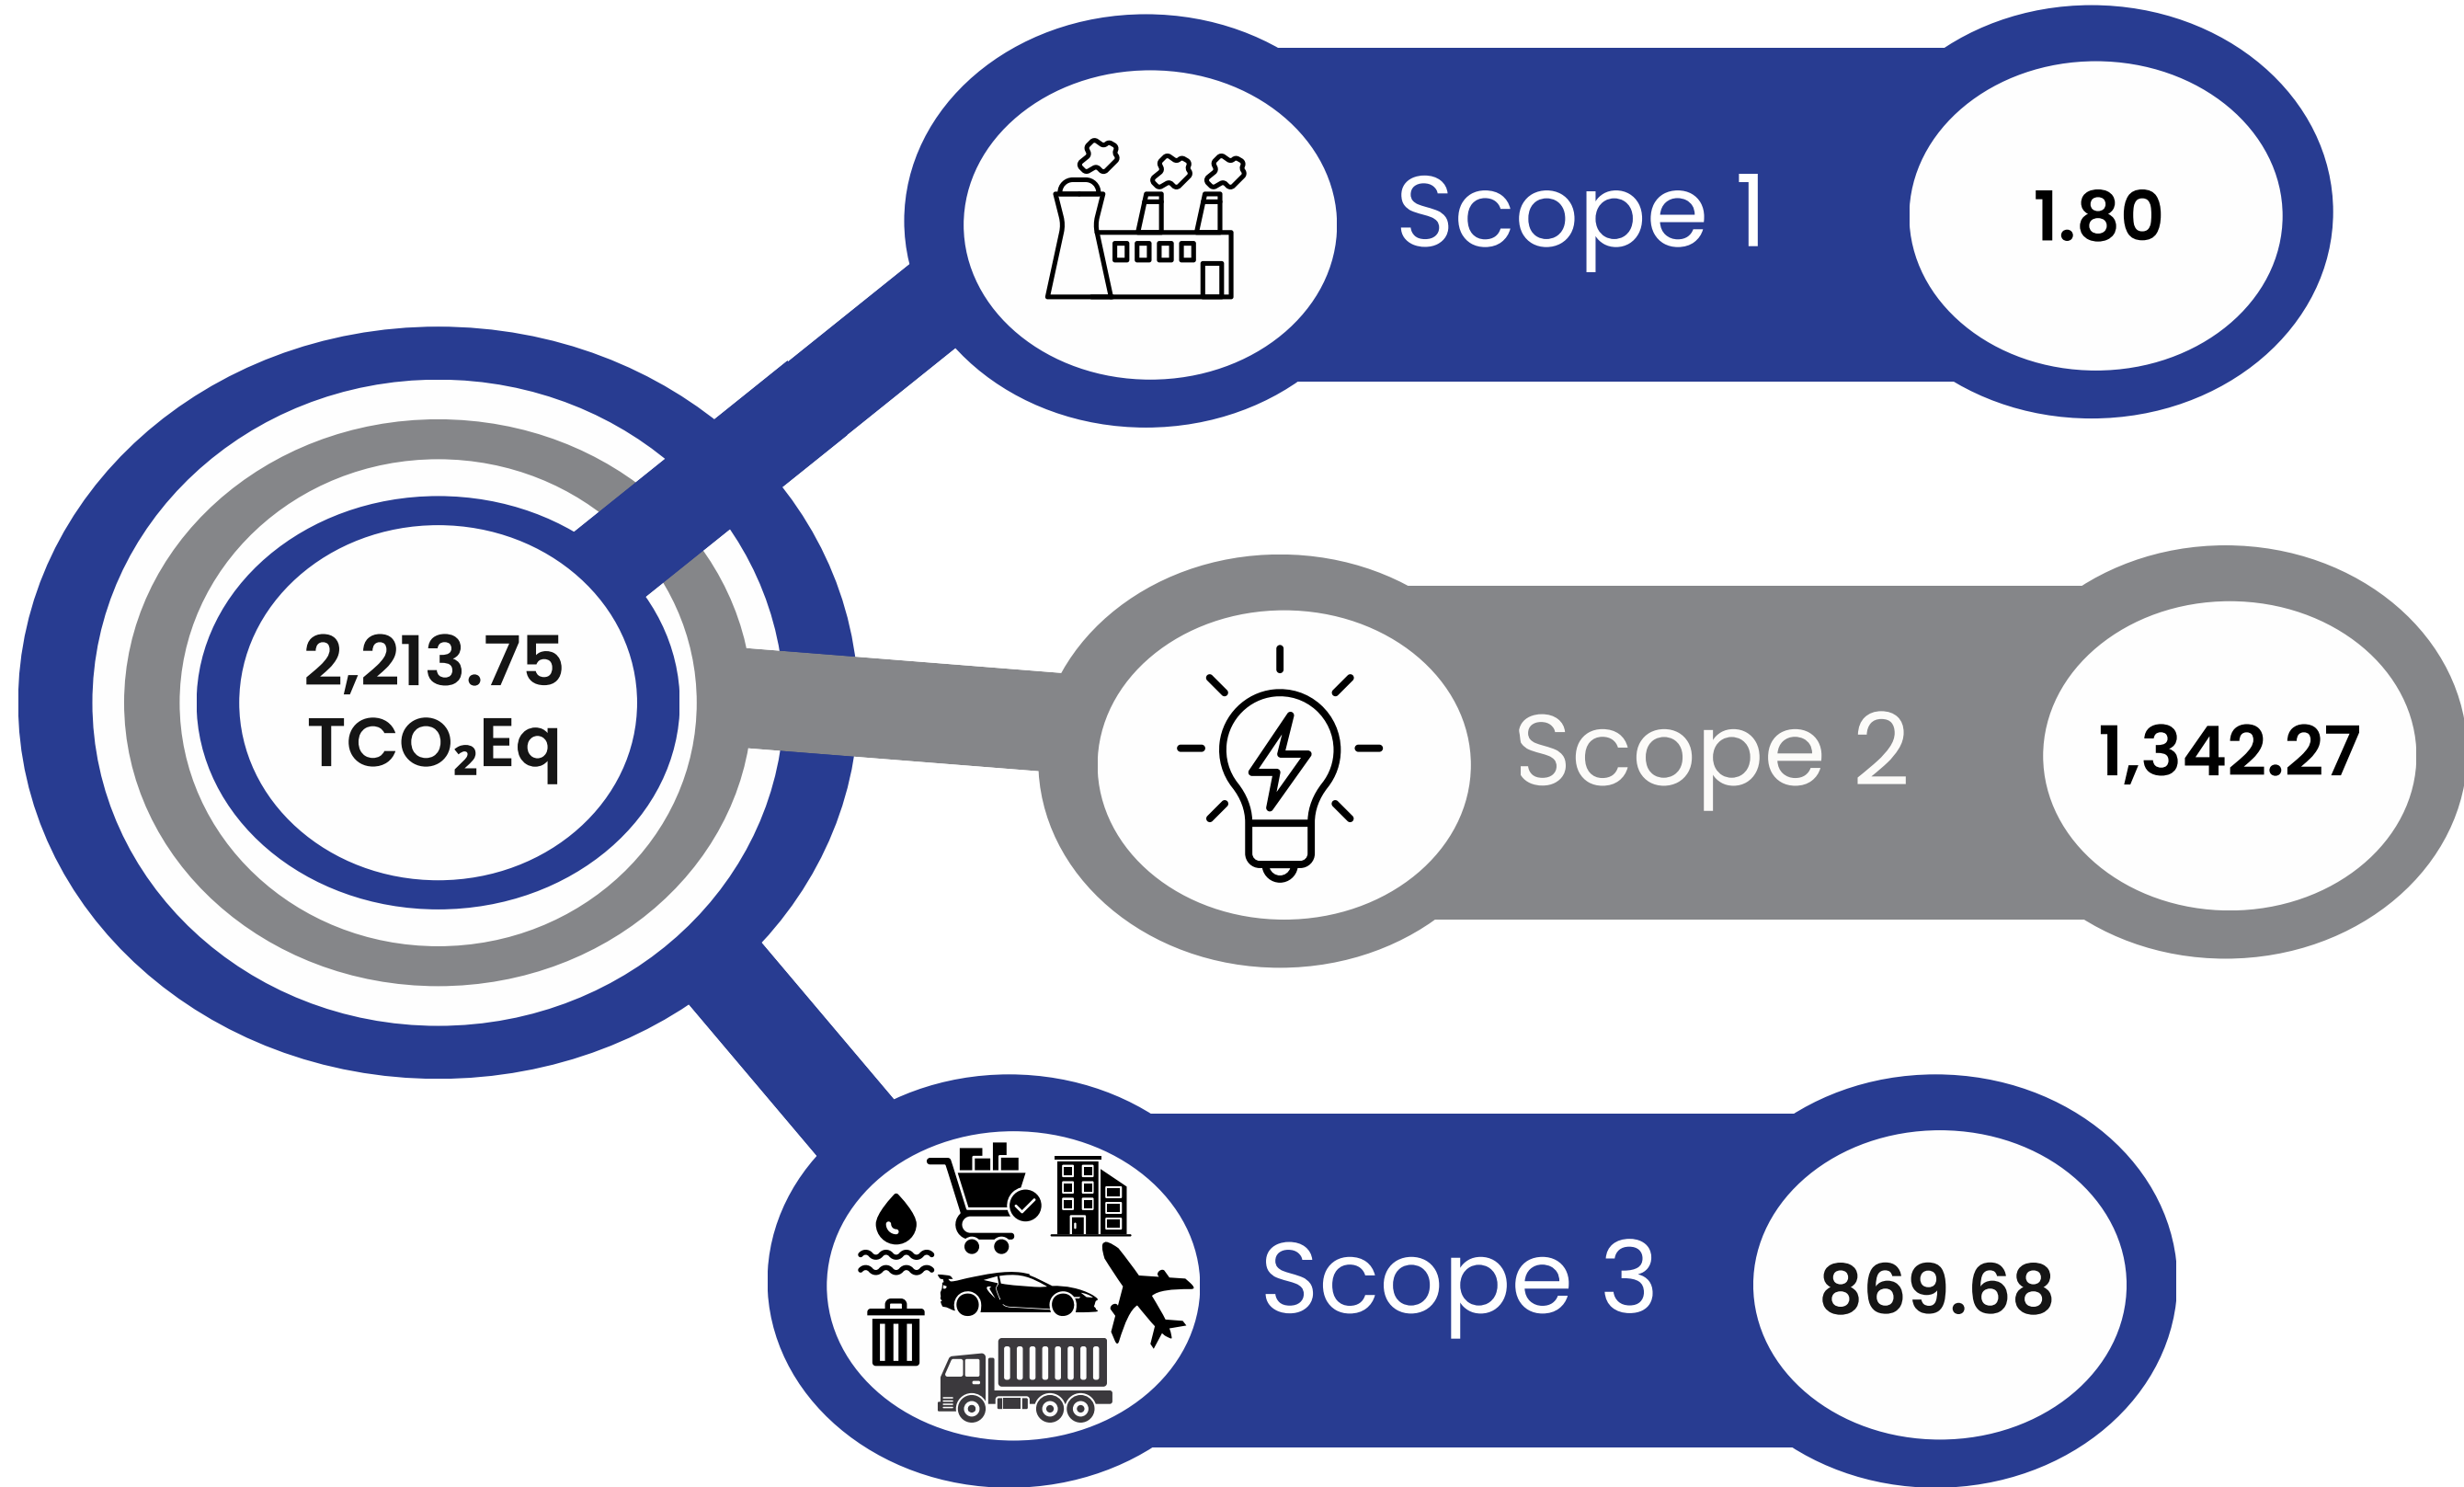 Scope 1
1.80
2,213.75
TCO₂Eq
Scope 2
1,342.27
Scope 3
869.68